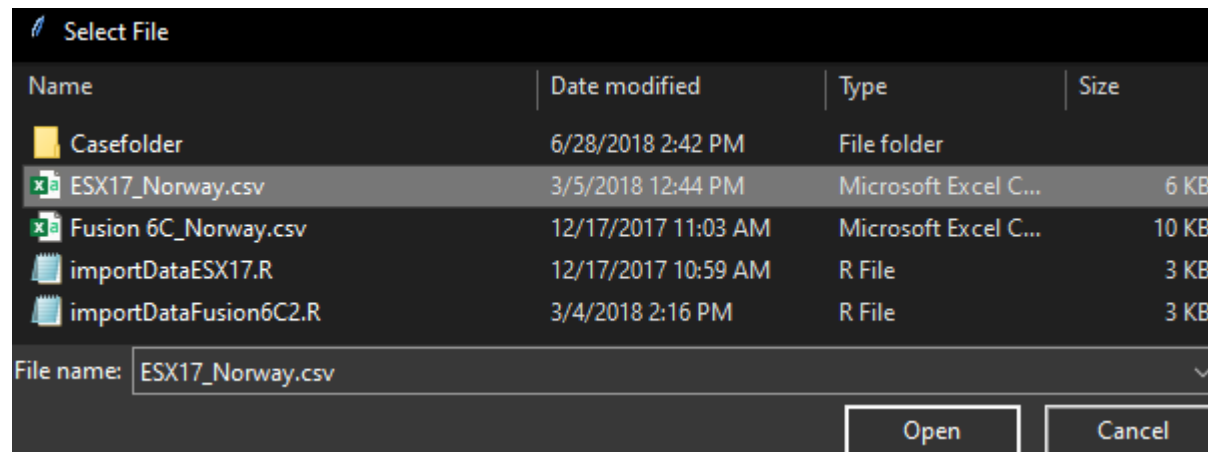 Select File
Name Date modified Type Size
Casefolder 6/28/2018 2:42 PM File folder
ESX17_Norway.csv 3/5/2018 12:44 PM Microsoft Excel C... 6 KB
Fusion 6C_Norway.csv 12/17/2017 11:03 AM Microsoft Excel C... 10 KB
importDataESX17.R 12/17/2017 10:59 AM R File 3 KB
importDataFusion6C2.R 3/4/2018 2:16 PM R File 3 KB
File name: ESX17_Norway.csv
Open Cancel